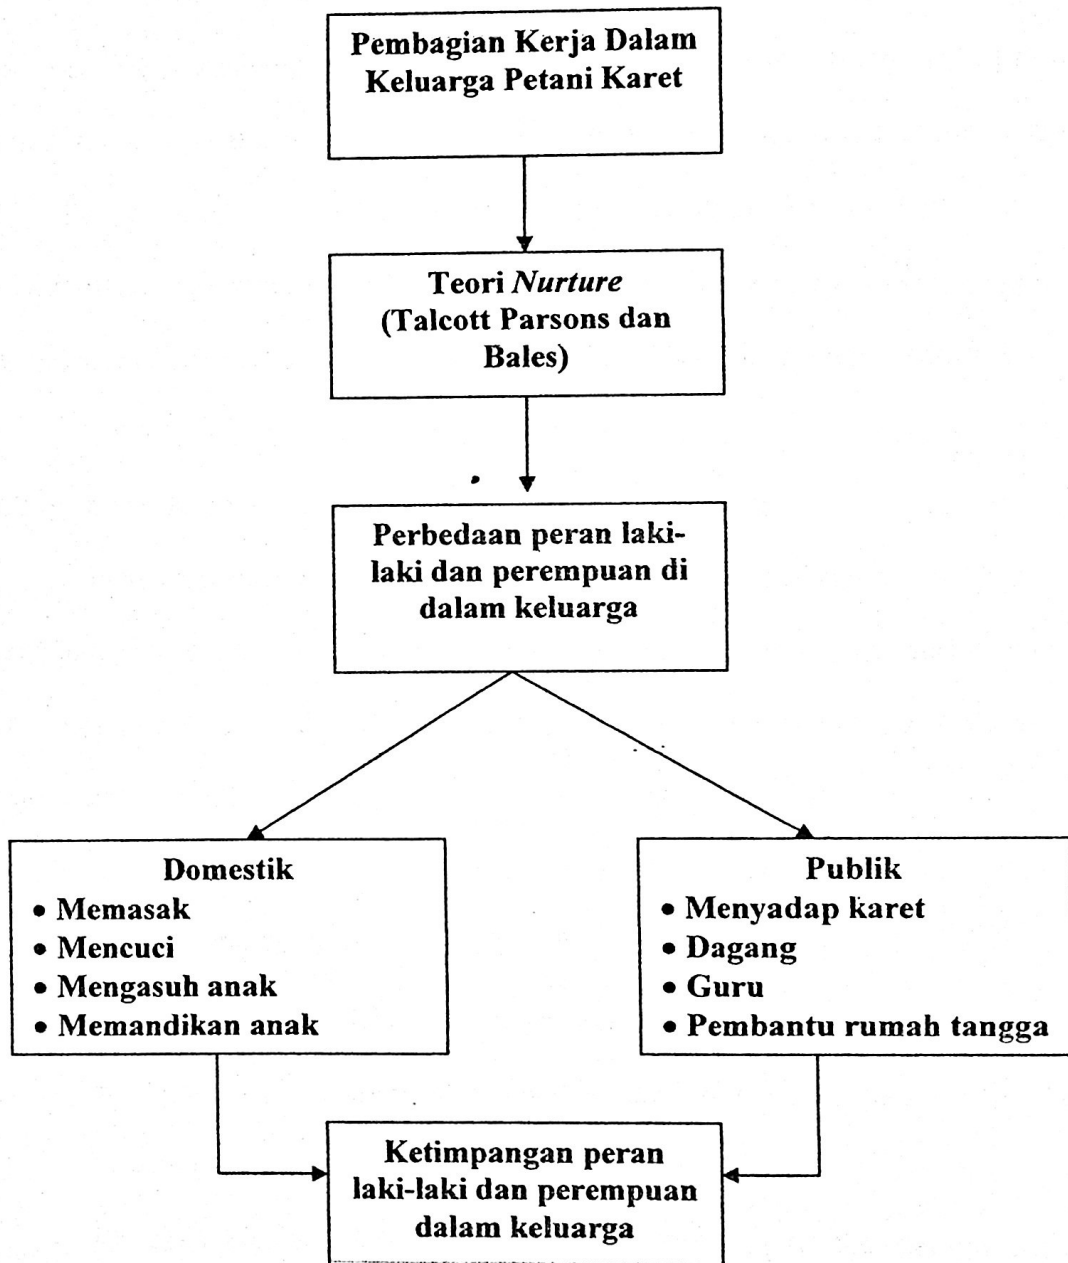 Pembagian Kerja Dalam
Keluarga Petani Karet
Teori Nurture
(Talcott Parsons dan
Bales)
Perbedaan peran laki-
laki dan perempuan di
dalam keluarga
Domestik
• Memasak
• Mencuci
• Mengasuh anak
• Memandikan anak
Publik
• Menyadap karet
• Dagang
• Guru
• Pembantu rumah tangga
Ketimpangan peran
laki-laki dan perempuan
dalam keluarga